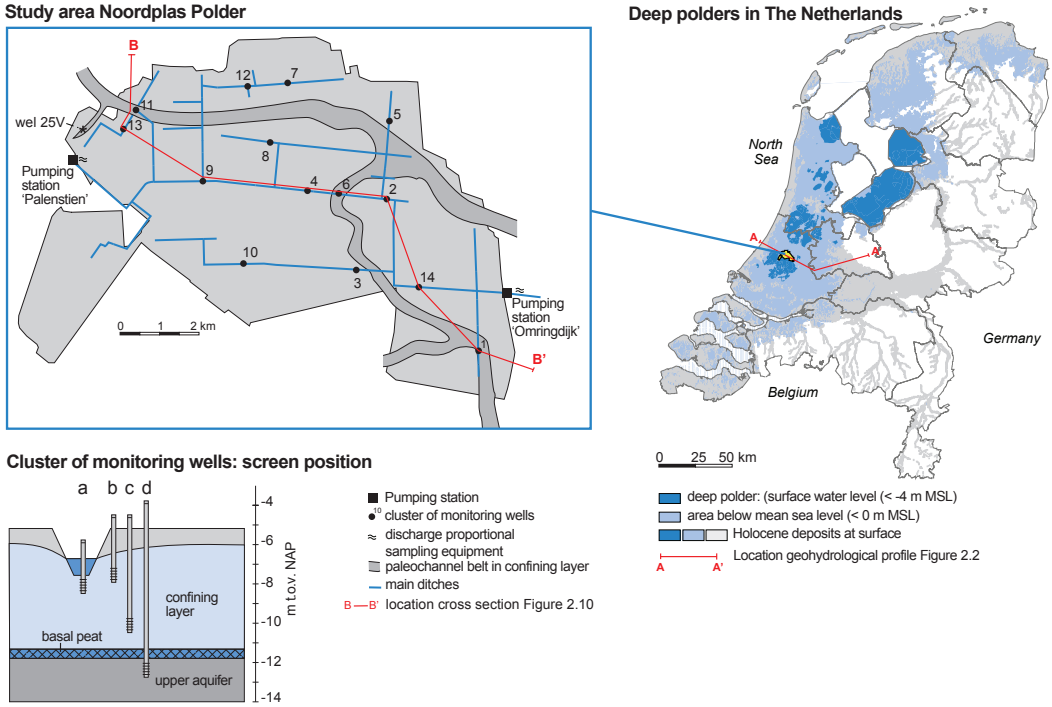 Study area Noordplas Polder
B
12
7
11
13
5
wel 25V
8
Pumping
station
'Palenstien'
9
4
6
2
10
3
14
Pumping
station
'Omringdijk'
0 1 2 km
1
B'
Deep polders in The Netherlands
North
Sea
A
A'
Germany
Belgium
0 25 50 km
deep polder: (surface water level (< -4 m MSL)
area below mean sea level (< 0 m MSL)
Holocene deposits at surface
Location geohydrological profile Figure 2.2
A A'
Cluster of monitoring wells: screen position
a b c d
-4
-6
-8
-10
-12
-14
m t.o.v. NAP
confining
layer
basal peat
upper aquifer
Pumping station
10 cluster of monitoring wells
≈ discharge proportional
sampling equipment
paleochannel belt in confining layer
main ditches
B B' location cross section Figure 2.10